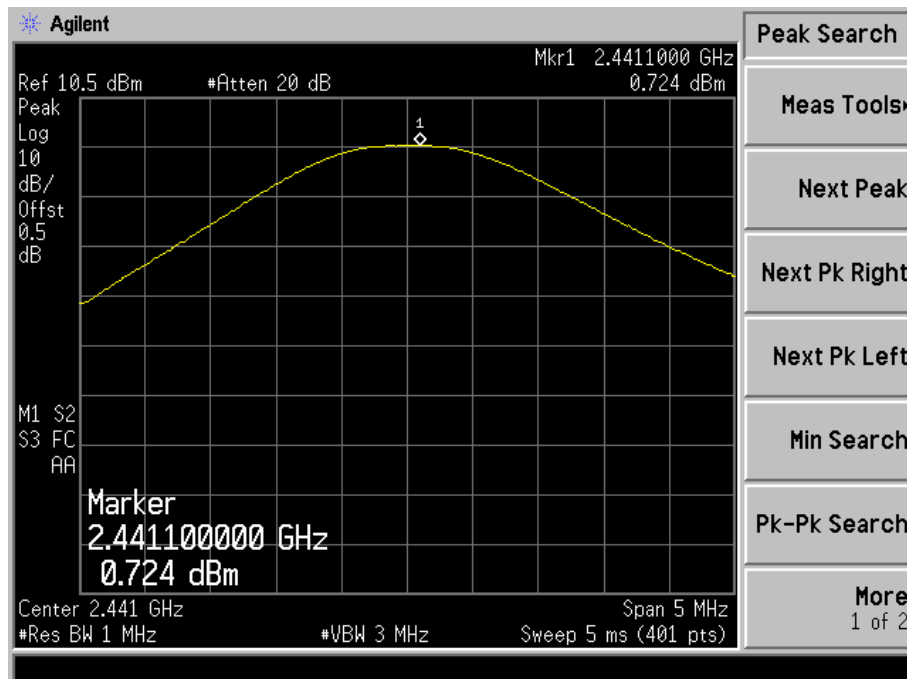 Agilent
Peak Search
Mkr1 2.4411000 GHz
Ref 10.5 dBm #Atten 20 dB 0.724 dBm
Peak
Log
10
dB/
Offst
0.5
dB
1
M1 S2
S3 FC
AA
Marker
2.441100000 GHz
0.724 dBm
Center 2.441 GHz Span 5 MHz
#Res BW 1 MHz #VBW 3 MHz Sweep 5 ms (401 pts)
Meas Tools
Next Peak
Next Pk Right
Next Pk Left
Min Search
Pk-Pk Search
More
1 of 2